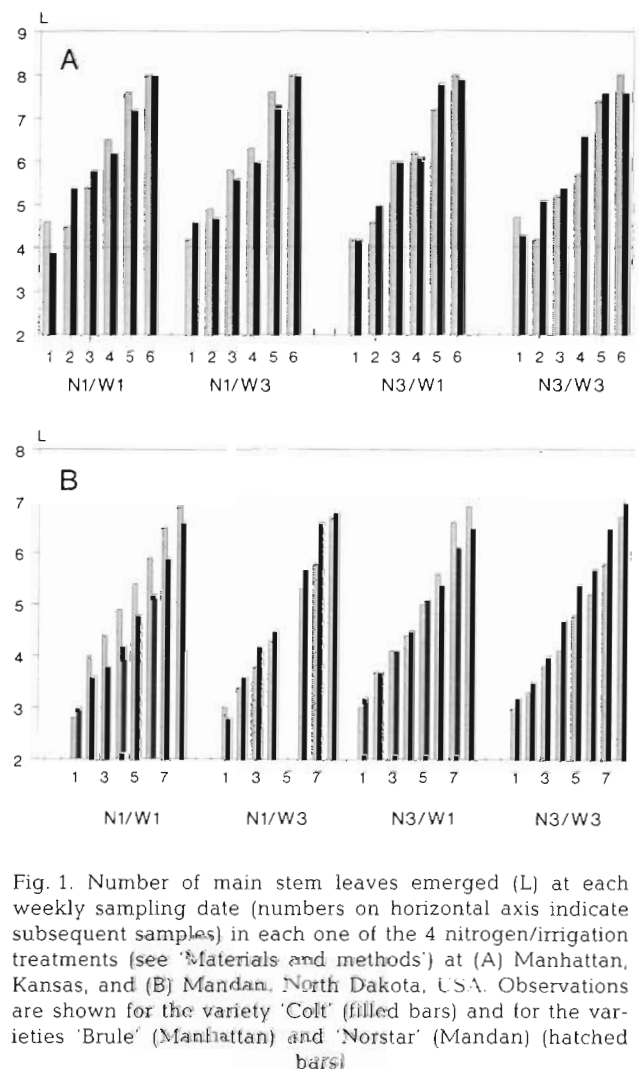 L
9
A
8
7
6
5
4
3
2
1 2 3 4 5 6 1 2 3 4 5 6 1 2 3 4 5 6 1 2 3 4 5 6
N1/W1 N1/W3 N3/W1 N3/W3
L
8
B
7
6
5
4
3
2
1 3 5 7 1 3 5 7 1 3 5 7 1 3 5 7
N1/W1 N1/W3 N3/W1 N3/W3
Fig. 1. Number of main stem leaves emerged (L) at each
weekly sampling date (numbers on horizontal axis indicate
subsequent samples) in each one of the 4 nitrogen/irrigation
treatments (see 'Materials and methods') at (A) Manhattan,
Kansas, and (B) Mandan, North Dakota, USA. Observations
are shown for the variety 'Colt' (filled bars) and for the var-
ieties 'Brule' (Manhattan) and 'Norstar' (Mandan) (hatched
bars)